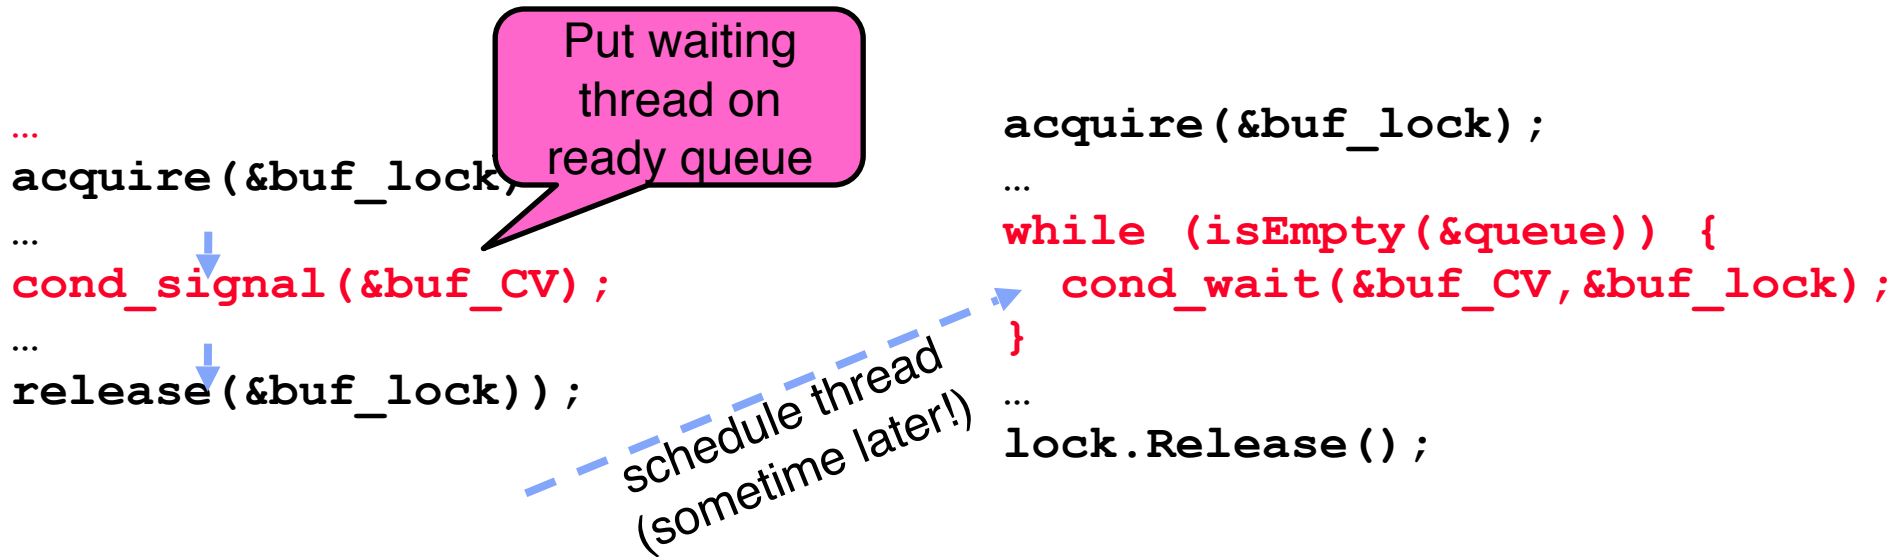 …
acquire(&buf_lock)
…
cond_signal(&buf_CV);
…
release(&buf_lock));
Put waiting
thread on
ready queue
schedule thread
(sometime later!)
acquire(&buf_lock);
…
while (isEmpty(&queue)) {
cond_wait(&buf_CV,&buf_lock);
}
…
lock.Release();